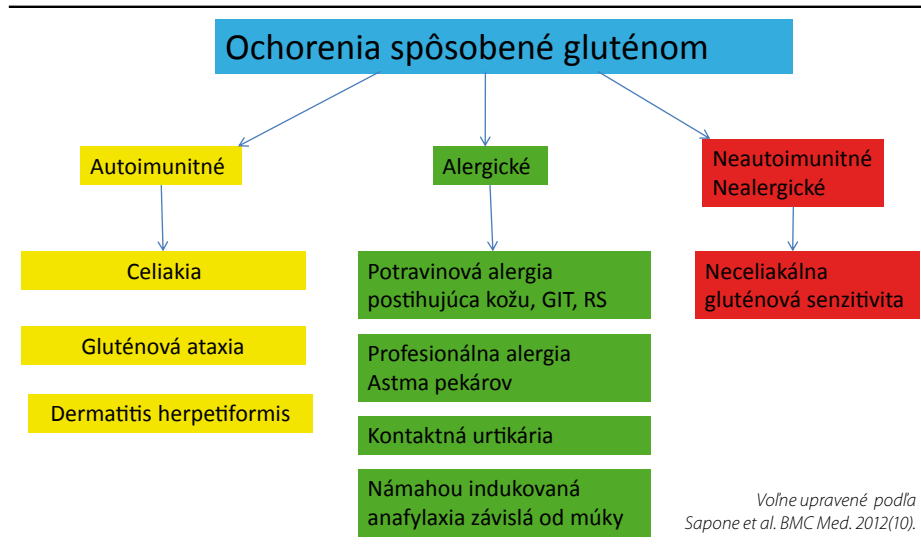 Ochorenia spôsobené gluténom
Autoimunitné
Alergické
Neautoimunitné
Nealergické
Celiakia
Gluténová ataxia
Dermatitis herpetiformis
Potravinová alergia
postihujúca kožu, GIT, RS
Profesionálna alergia
Astma pekárov
Kontaktná urtikária
Námahou indukovaná
anafylaxia závislá od múky
Neceliakálna
gluténová senzitivita
Voľne upravené podľa
Sapone et al. BMC Med. 2012(10).